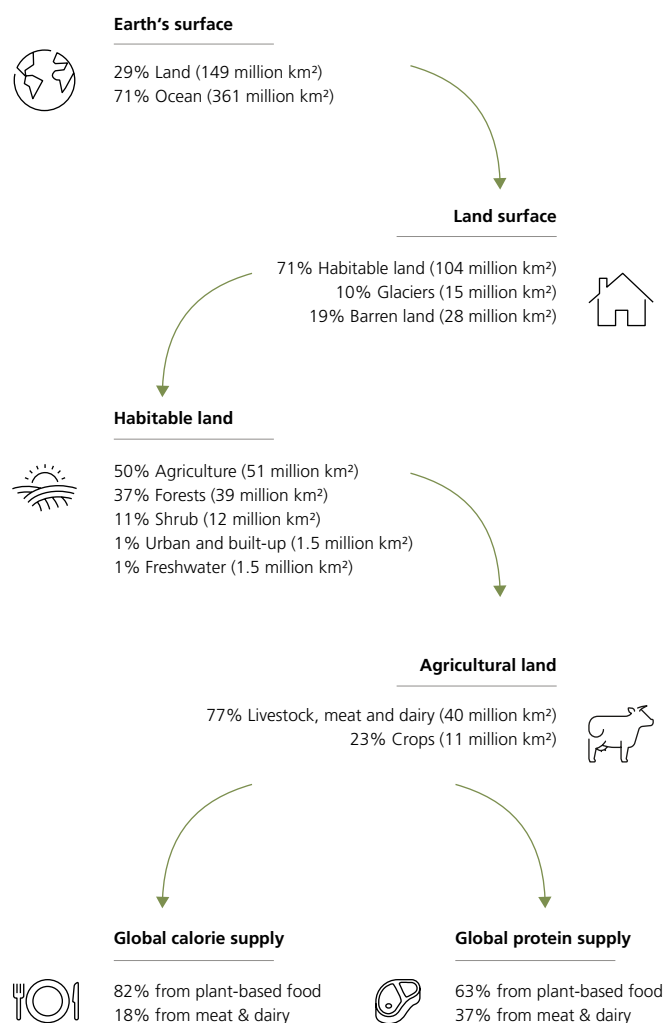 Earth‘s surface
29% Land (149 million km²)
71% Ocean (361 million km²)
Land surface
71% Habitable land (104 million km²)
10% Glaciers (15 million km²)
19% Barren land (28 million km²)
Habitable land
50% Agriculture (51 million km²)
37% Forests (39 million km²)
11% Shrub (12 million km²)
1% Urban and built-up (1.5 million km²)
1% Freshwater (1.5 million km²)
Agricultural land
77% Livestock, meat and dairy (40 million km²)
23% Crops (11 million km²)
Global calorie supply
82% from plant-based food
18% from meat & dairy
Global protein supply
63% from plant-based food
37% from meat & dairy